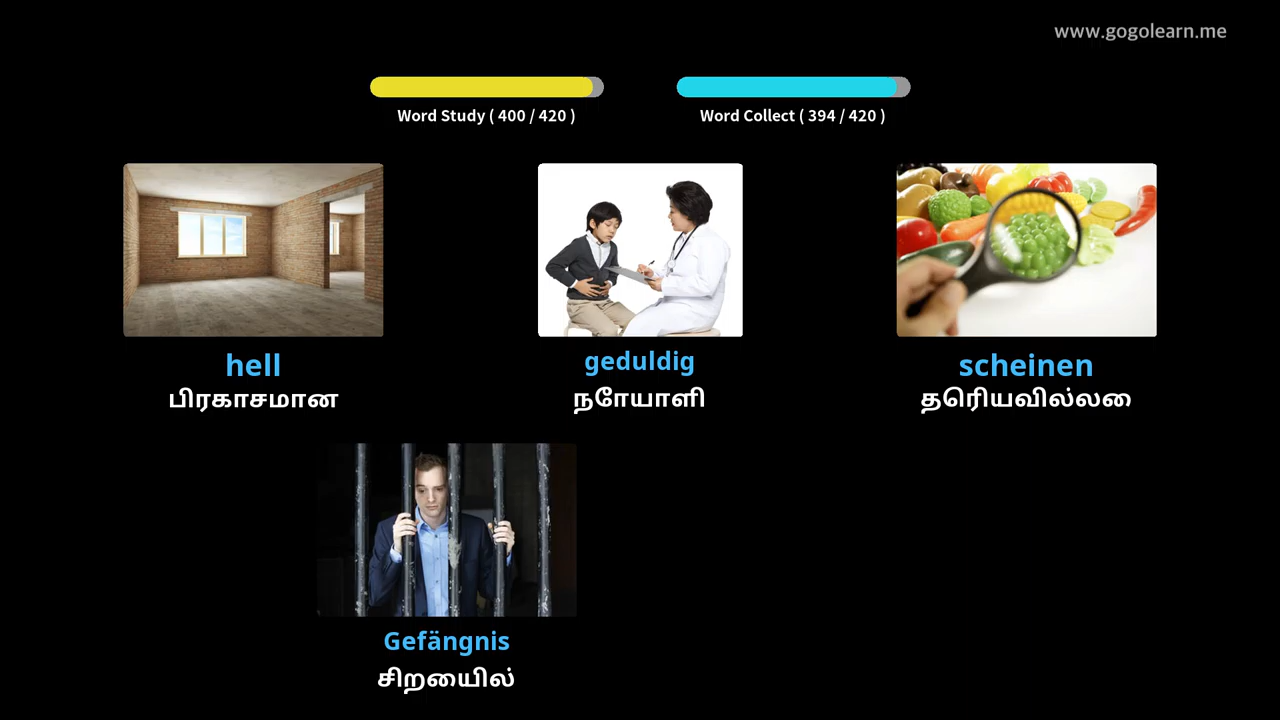 www.gogolearn.me
Word Study ( 400 / 420 )
Word Collect ( 394 / 420 )
hell
பிரகாசமான
geduldig
நோயாளி
scheinen
தெரியவில்லை
Gefängnis
சிறையில்